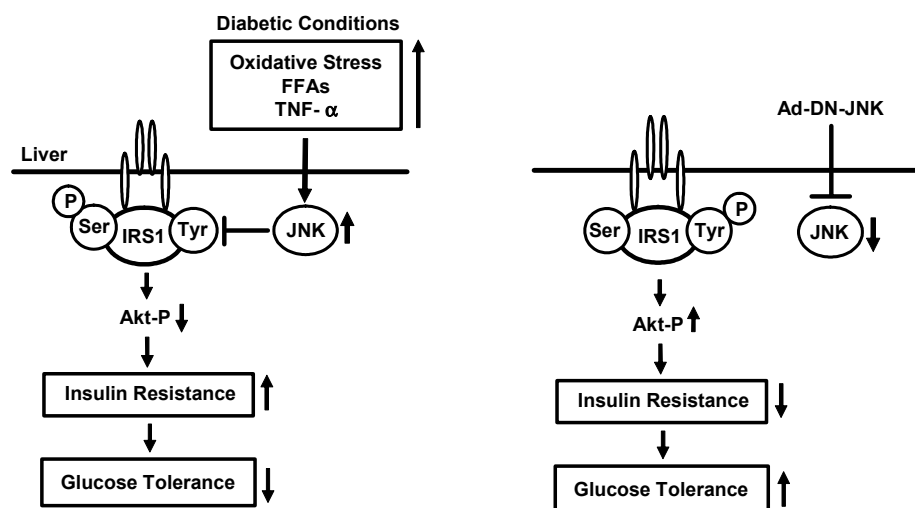 Diabetic Conditions
Oxidative Stress
FFAs
TNF- α
Liver
P
Ser
IRS1
Tyr
JNK
Akt-P
Insulin Resistance
Glucose Tolerance
Ad-DN-JNK
Ser
IRS1
Tyr
P
JNK
Akt-P
Insulin Resistance
Glucose Tolerance